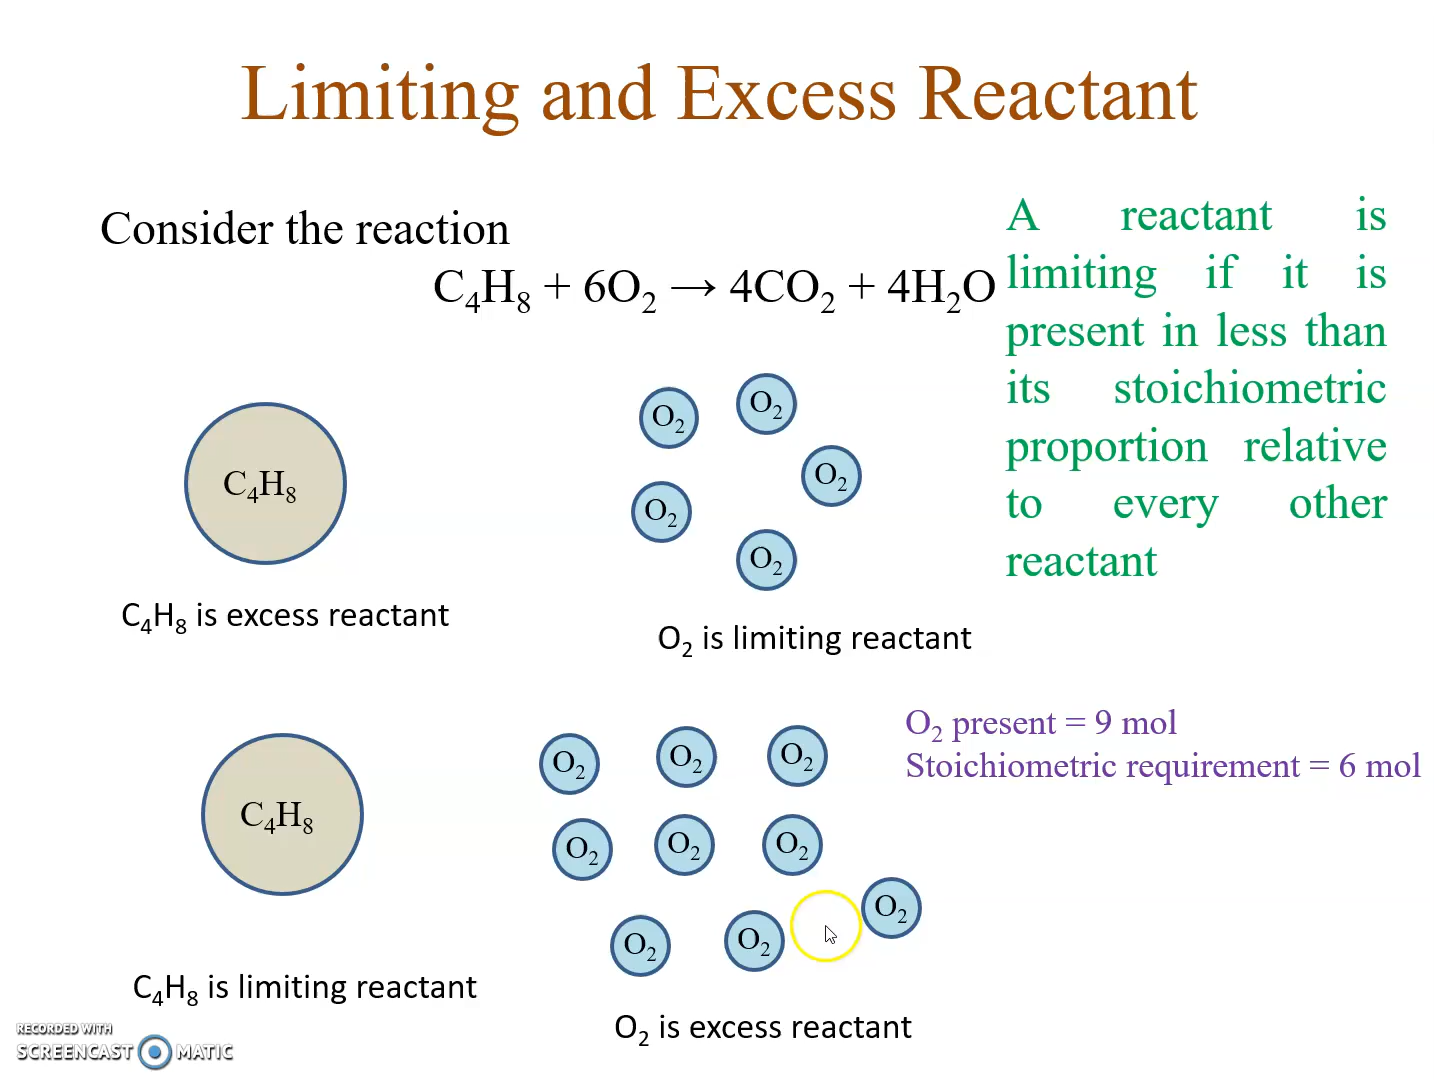 Limiting and Excess Reactant
Consider the reaction
C₄H₈ + 6O₂ → 4CO₂ + 4H₂O
A reactant is
limiting if it is
present in less than
its stoichiometric
proportion relative
to every other
reactant
C₄H₈
O₂
O₂
O₂
O₂
O₂
C₄H₈ is excess reactant
O₂ is limiting reactant
O₂ present = 9 mol
Stoichiometric requirement = 6 mol
C₄H₈
O₂
O₂
O₂
O₂
O₂
O₂
O₂
O₂
O₂
C₄H₈ is limiting reactant
O₂ is excess reactant
RECORDED WITH
SCREENCAST MATIC